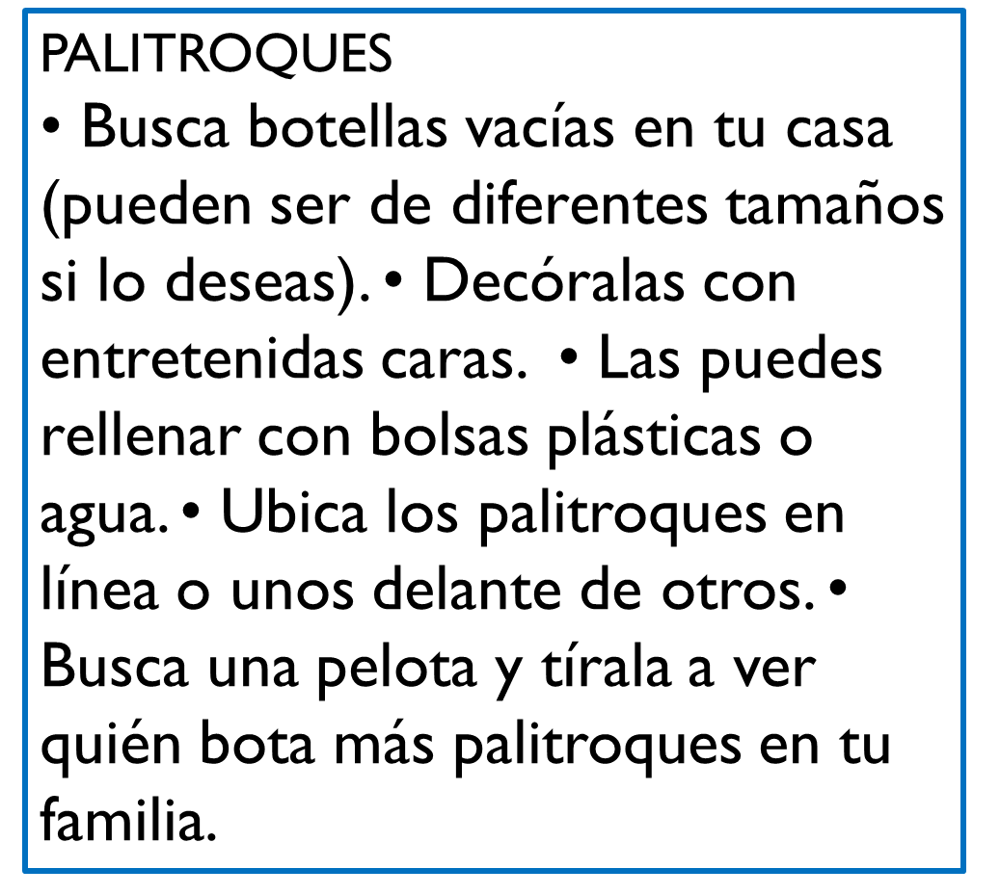 PALITROQUES
• Busca botellas vacías en tu casa
(pueden ser de diferentes tamaños
si lo deseas). • Decóralas con
entretenidas caras.  • Las puedes
rellenar con bolsas plásticas o
agua. • Ubica los palitroques en
línea o unos delante de otros. •
Busca una pelota y tírala a ver
quién bota más palitroques en tu
familia.